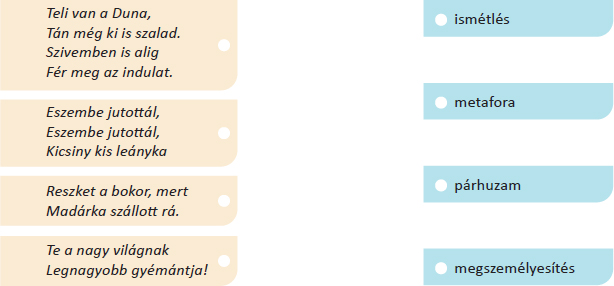 Teli van a Duna,
Tán még ki is szalad.
Szivemben is alig
Fér meg az indulat.
Eszembe jutottál,
Eszembe jutottál,
Kicsiny kis leányka
Reszket a bokor, mert
Madárka szállott rá.
Te a nagy világnak
Legnagyobb gyémántja!
ismétlés
metafora
párhuzam
megszemélyesítés